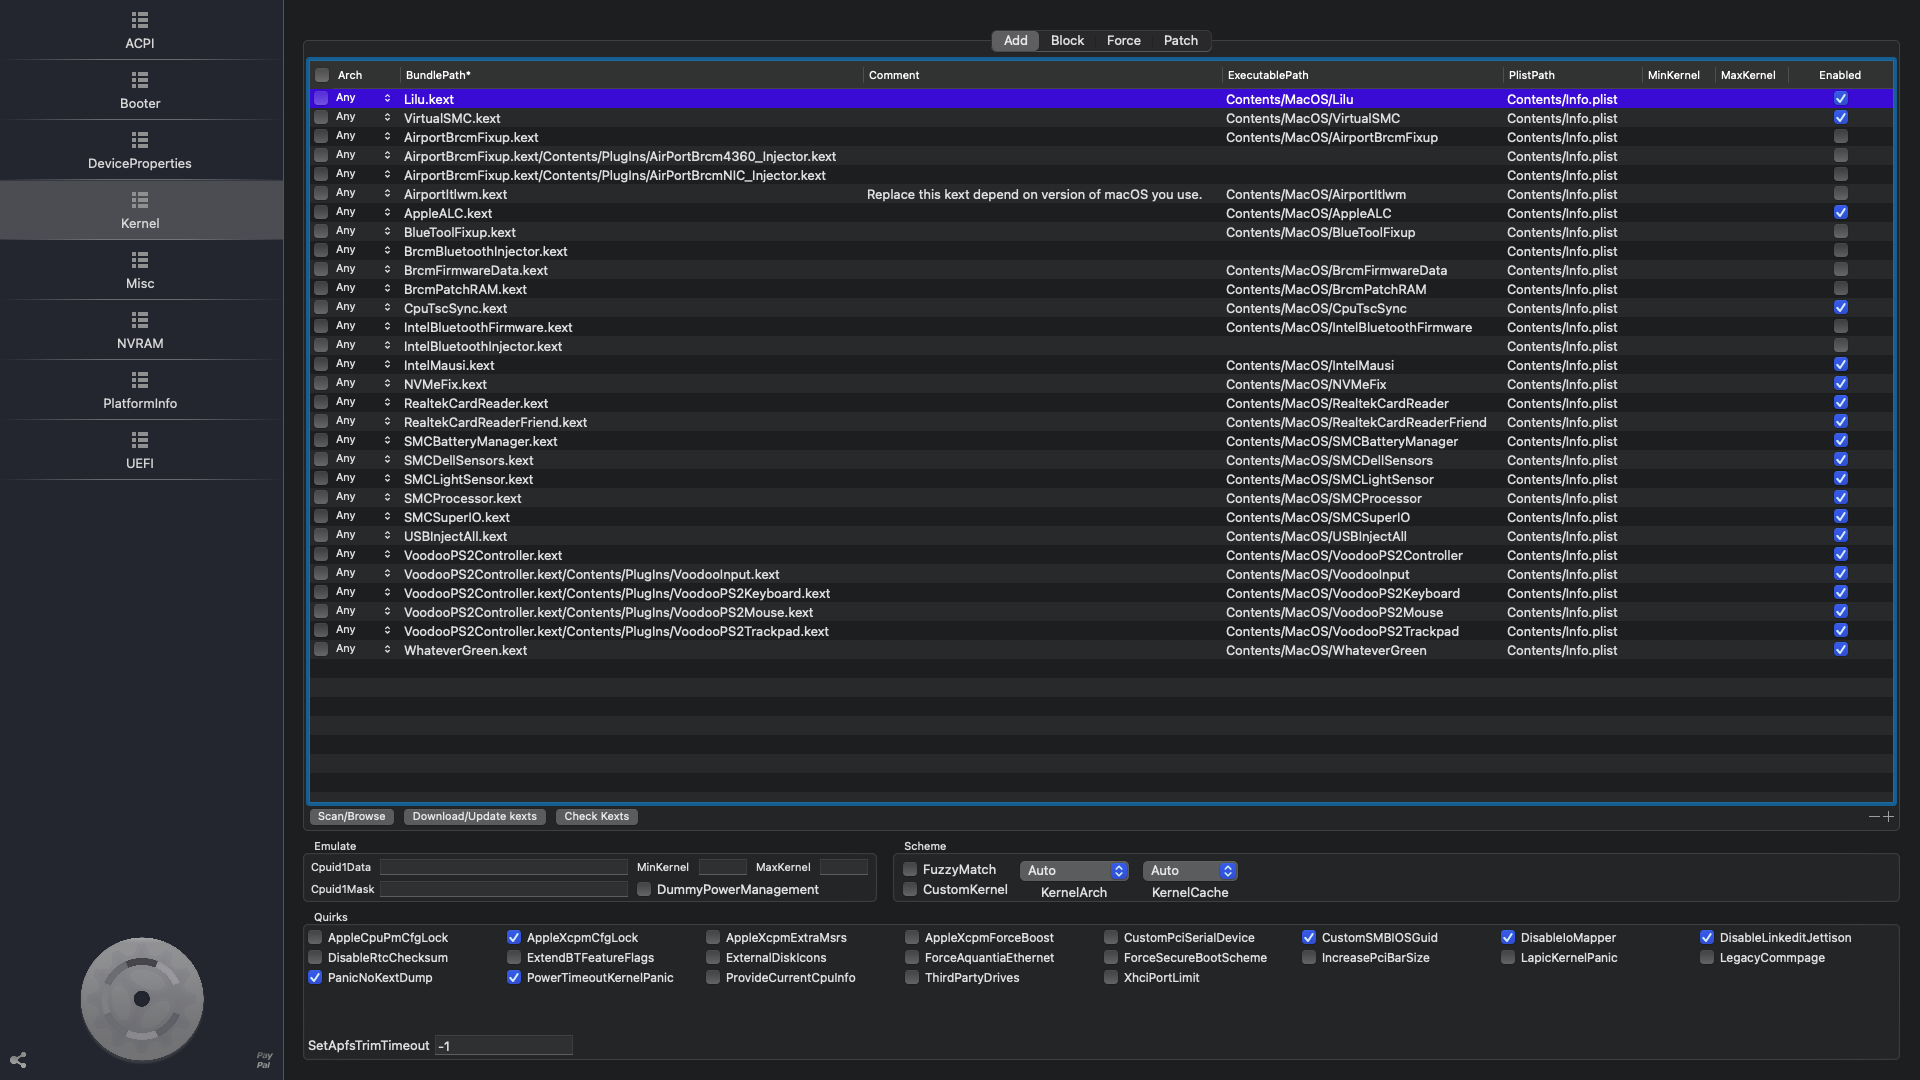 ACPI
Booter
DeviceProperties
Kernel
Misc
NVRAM
PlatformInfo
UEFI
Pay
Pal
Add Block Force Patch
Arch BundlePath* Comment ExecutablePath PlistPath MinKernel MaxKernel Enabled
Any Lilu.kext Contents/MacOS/Lilu Contents/Info.plist
Any VirtualSMC.kext Contents/MacOS/VirtualSMC Contents/Info.plist
Any AirportBrcmFixup.kext Contents/MacOS/AirportBrcmFixup Contents/Info.plist
Any AirportBrcmFixup.kext/Contents/PlugIns/AirPortBrcm4360_Injector.kext Contents/Info.plist
Any AirportBrcmFixup.kext/Contents/PlugIns/AirPortBrcmNIC_Injector.kext Contents/Info.plist
Any AirportItlwm.kext Replace this kext depend on version of macOS you use. Contents/MacOS/AirportItlwm Contents/Info.plist
Any AppleALC.kext Contents/MacOS/AppleALC Contents/Info.plist
Any BlueToolFixup.kext Contents/MacOS/BlueToolFixup Contents/Info.plist
Any BrcmBluetoothInjector.kext Contents/Info.plist
Any BrcmFirmwareData.kext Contents/MacOS/BrcmFirmwareData Contents/Info.plist
Any BrcmPatchRAM.kext Contents/MacOS/BrcmPatchRAM Contents/Info.plist
Any CpuTscSync.kext Contents/MacOS/CpuTscSync Contents/Info.plist
Any IntelBluetoothFirmware.kext Contents/MacOS/IntelBluetoothFirmware Contents/Info.plist
Any IntelBluetoothInjector.kext Contents/Info.plist
Any IntelMausi.kext Contents/MacOS/IntelMausi Contents/Info.plist
Any NVMeFix.kext Contents/MacOS/NVMeFix Contents/Info.plist
Any RealtekCardReader.kext Contents/MacOS/RealtekCardReader Contents/Info.plist
Any RealtekCardReaderFriend.kext Contents/MacOS/RealtekCardReaderFriend Contents/Info.plist
Any SMCBatteryManager.kext Contents/MacOS/SMCBatteryManager Contents/Info.plist
Any SMCDellSensors.kext Contents/MacOS/SMCDellSensors Contents/Info.plist
Any SMCLightSensor.kext Contents/MacOS/SMCLightSensor Contents/Info.plist
Any SMCProcessor.kext Contents/MacOS/SMCProcessor Contents/Info.plist
Any SMCSuperIO.kext Contents/MacOS/SMCSuperIO Contents/Info.plist
Any USBInjectAll.kext Contents/MacOS/USBInjectAll Contents/Info.plist
Any VoodooPS2Controller.kext Contents/MacOS/VoodooPS2Controller Contents/Info.plist
Any VoodooPS2Controller.kext/Contents/PlugIns/VoodooInput.kext Contents/MacOS/VoodooInput Contents/Info.plist
Any VoodooPS2Controller.kext/Contents/PlugIns/VoodooPS2Keyboard.kext Contents/MacOS/VoodooPS2Keyboard Contents/Info.plist
Any VoodooPS2Controller.kext/Contents/PlugIns/VoodooPS2Mouse.kext Contents/MacOS/VoodooPS2Mouse Contents/Info.plist
Any VoodooPS2Controller.kext/Contents/PlugIns/VoodooPS2Trackpad.kext Contents/MacOS/VoodooPS2Trackpad Contents/Info.plist
Any WhateverGreen.kext Contents/MacOS/WhateverGreen Contents/Info.plist
Scan/Browse Download/Update kexts Check Kexts
Emulate
Cpuid1Data MinKernel MaxKernel
Cpuid1Mask DummyPowerManagement
Scheme
FuzzyMatch Auto Auto
CustomKernel KernelArch KernelCache
Quirks
AppleCpuPmCfgLock AppleXcpmCfgLock AppleXcpmExtraMsrs AppleXcpmForceBoost CustomPciSerialDevice CustomSMBIOSGuid DisableIoMapper DisableLinkeditJettison
DisableRtcChecksum ExtendBTFeatureFlags ExternalDiskIcons ForceAquantiaEthernet ForceSecureBootScheme IncreasePciBarSize LapicKernelPanic LegacyCommpage
PanicNoKextDump PowerTimeoutKernelPanic ProvideCurrentCpuInfo ThirdPartyDrives XhciPortLimit
SetApfsTrimTimeout -1